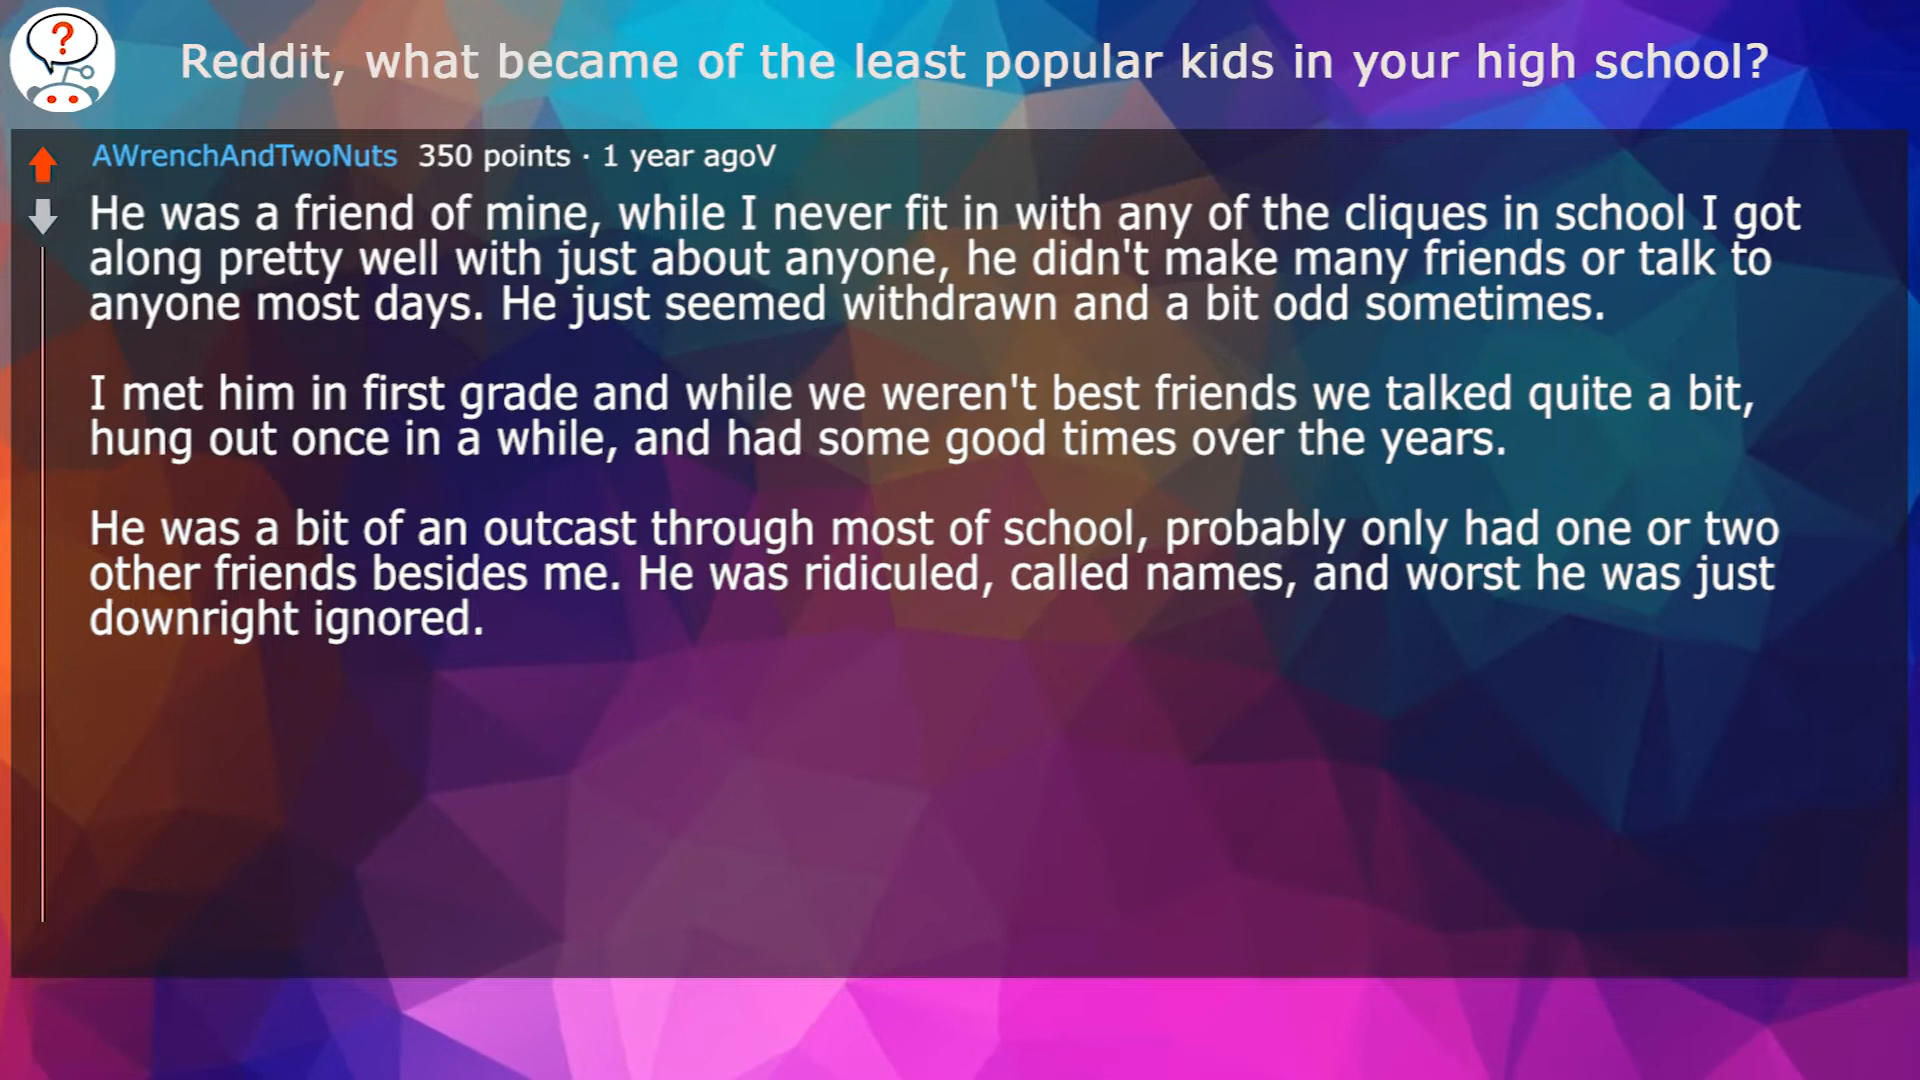 ?
Reddit, what became of the least popular kids in your high school?
AWrenchAndTwoNuts 350 points · 1 year agoV
He was a friend of mine, while I never fit in with any of the cliques in school I got
along pretty well with just about anyone, he didn't make many friends or talk to
anyone most days. He just seemed withdrawn and a bit odd sometimes.
I met him in first grade and while we weren't best friends we talked quite a bit,
hung out once in a while, and had some good times over the years.
He was a bit of an outcast through most of school, probably only had one or two
other friends besides me. He was ridiculed, called names, and worst he was just
downright ignored.